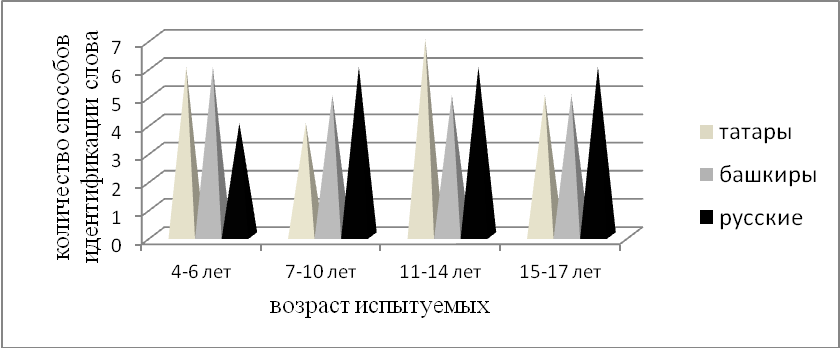 количество способов
идентификации слова
7
6
5
4
3
2
1
0
4-6 лет
7-10 лет
11-14 лет
15-17 лет
возраст испытуемых
татары
башкиры
русские